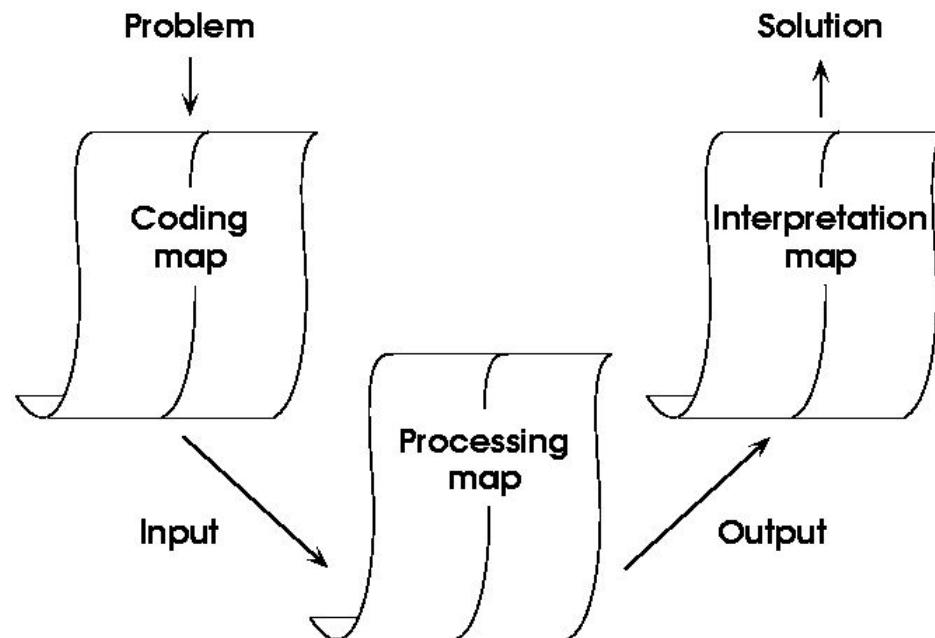 Problem
Solution
Coding
map
Interpretation
map
Processing
map
Input
Output